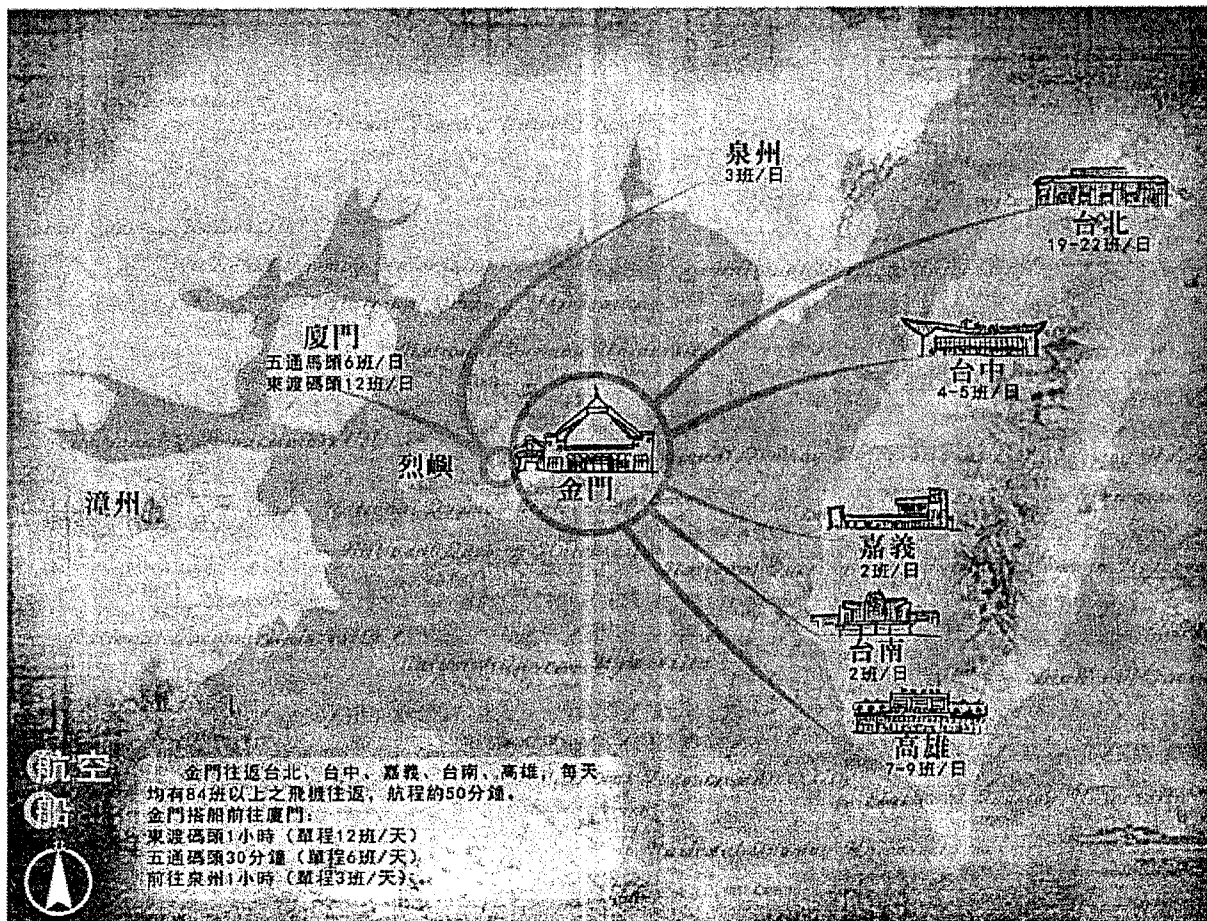 泉州
3班/日
台北
19-22班/日
廈門
五通馬頭6班/日
東渡碼頭12班/日
台中
4-5班/日
烈嶼
金門
漳州
嘉義
2班/日
台南
2班/日
高雄
7-9班/日
航空
船
金門往返台北、台中、嘉義、台南、高雄，每天
均有84班以上之飛機往返，航程約50分鐘。
金門搭船前往廈門：
東渡碼頭1小時（單程12班/天）
五通碼頭30分鐘（單程6班/天）
前往泉州1小時（單程3班/天）